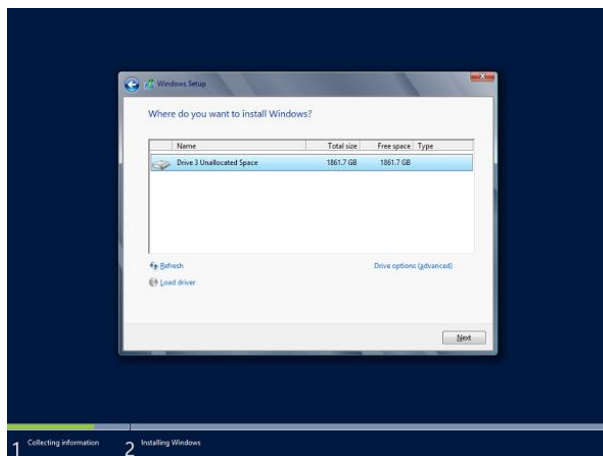 Windows Setup
Where do you want to install Windows?
Name Total size Free space Type
Drive 3 Unallocated Space 1861.7 GB 1861.7 GB
Refresh Drive options (advanced)
Load driver
Next
1 Collecting information 2 Installing Windows